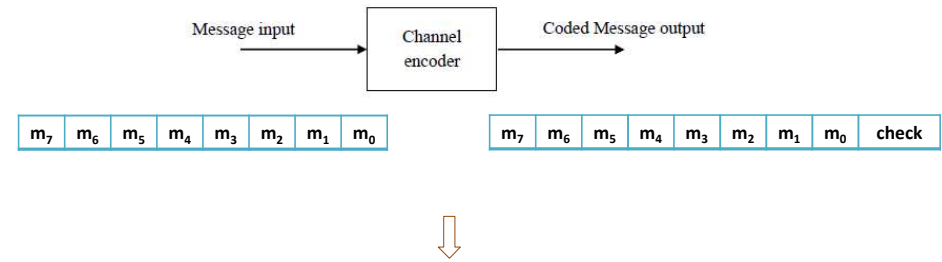 Message input
Channel
encoder
Coded Message output
m₇ m₆ m₅ m₄ m₃ m₂ m₁ m₀
m₇ m₆ m₅ m₄ m₃ m₂ m₁ m₀ check